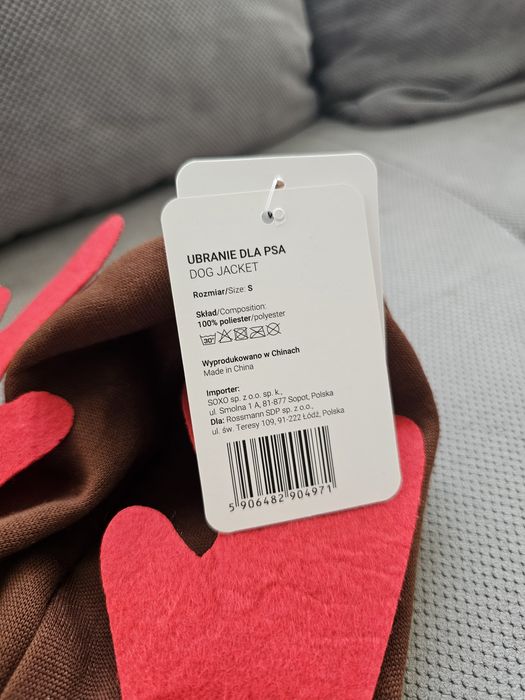 UBRANIE DLA PSA
DOG JACKET
Rozmiar/Size: S
Skład/Composition:
100% poliester/polyester
30°
Wyprodukowano w Chinach
Made in China
Importer:
SOXO sp. z o.o. sp. k.,
ul. Smolna 1 A, 81-877 Sopot, Polska
Dla: Rossmann SDP sp. z o.o.,
ul. św. Teresy 109, 91-222 Łódź, Polska
5 906482 904971